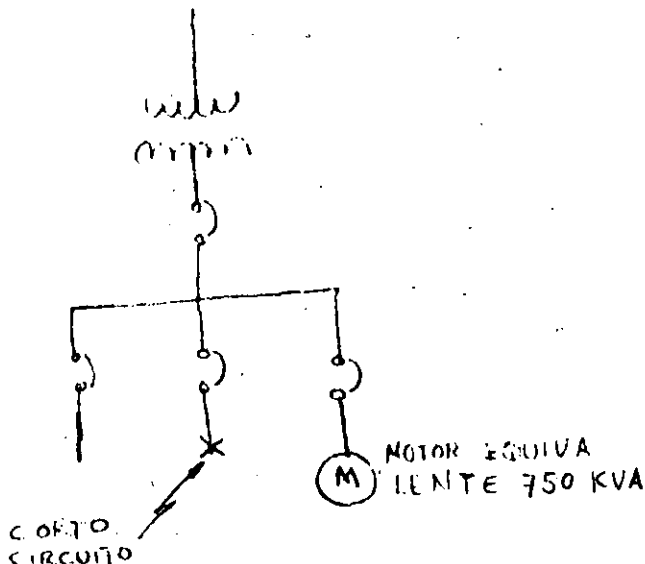 MOTOR EQUIVA
LENTE 750 KVA
M
CORTO
CIRCUITO